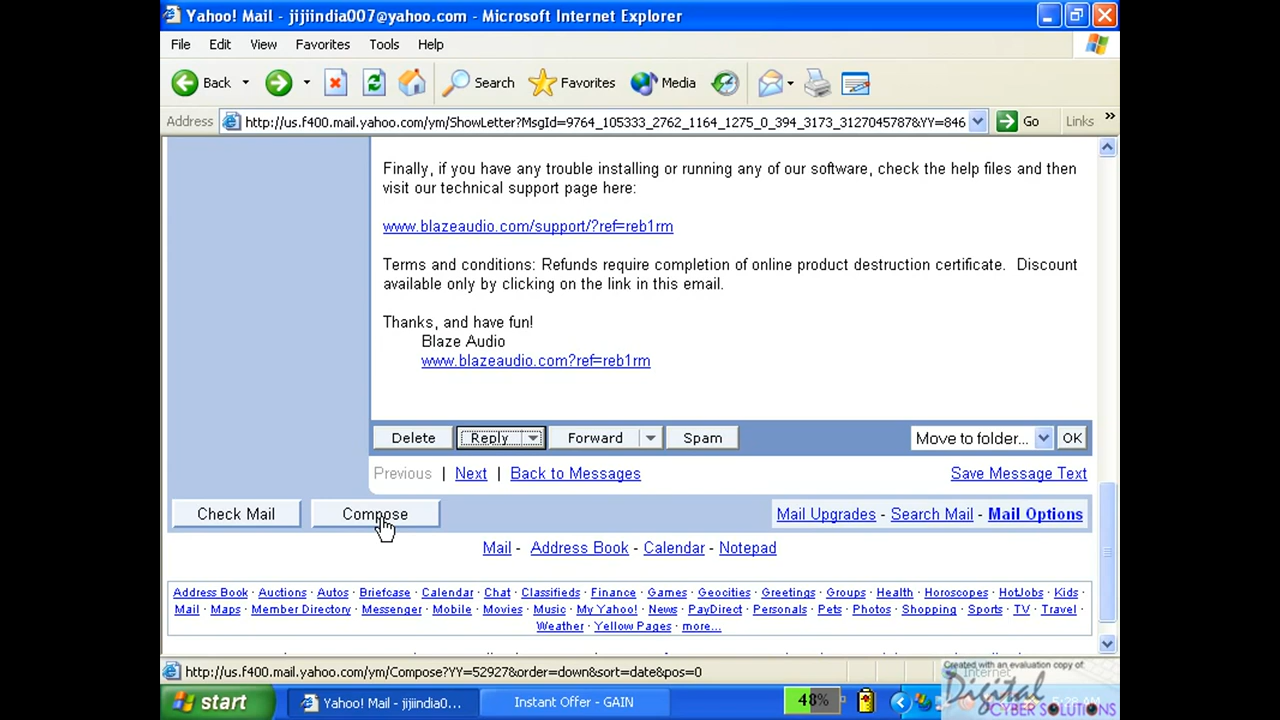 Yahoo! Mail - jijiindia007@yahoo.com - Microsoft Internet Explorer
File Edit View Favorites Tools Help
Back Search Favorites Media
Address http://us.f400.mail.yahoo.com/ym/ShowLetter?MsgId=9764_105333_2762_1164_1275_0_394_3173_3127045787&YY=846 Go Links »
Finally, if you have any trouble installing or running any of our software, check the help files and then
visit our technical support page here:
www.blazeaudio.com/support/?ref=reb1rm
Terms and conditions: Refunds require completion of online product destruction certificate. Discount
available only by clicking on the link in this email.
Thanks, and have fun!
Blaze Audio
www.blazeaudio.com?ref=reb1rm
Delete Reply Forward Spam Move to folder... OK
Previous | Next | Back to Messages Save Message Text
Check Mail Compose Mail Upgrades - Search Mail - Mail Options
Mail - Address Book - Calendar - Notepad
Address Book · Auctions · Autos · Briefcase · Calendar · Chat · Classifieds · Finance · Games · Geocities · Greetings · Groups · Health · Horoscopes · HotJobs · Kids ·
Mail · Maps · Member Directory · Messenger · Mobile · Movies · Music · My Yahoo! · News · PayDirect · Personals · Pets · Photos · Shopping · Sports · TV · Travel ·
Weather · Yellow Pages · more...
http://us.f400.mail.yahoo.com/ym/Compose?YY=52927&order=down&sort=date&pos=0 Internet
Created with an evaluation copy of
start Yahoo! Mail - jijiindia0... Instant Offer - GAIN 48%
Digital
CYBER SOLUTIONS